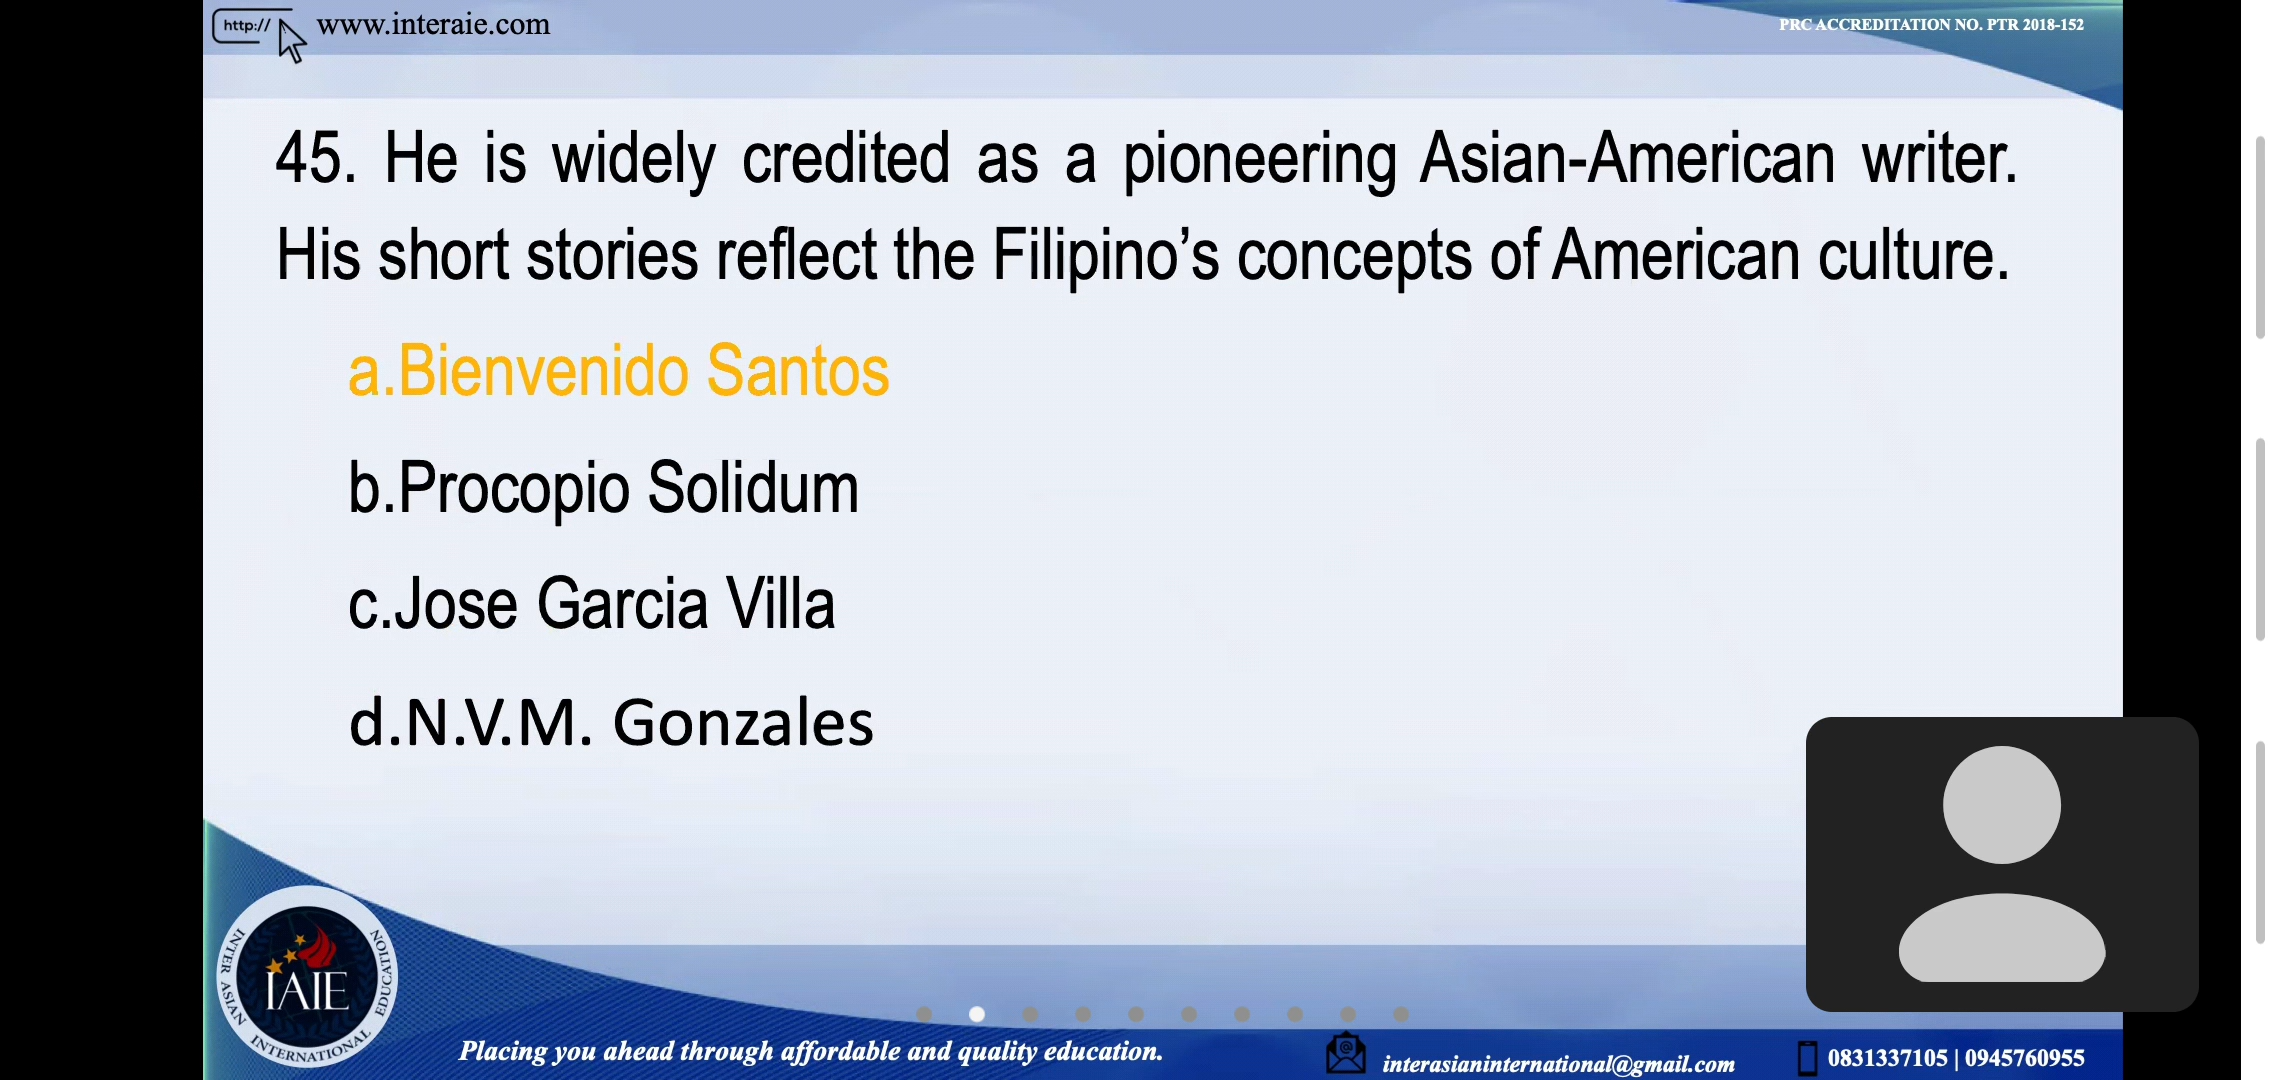 http:// www.interaie.com
PRC ACCREDITATION NO. PTR 2018-152
45. He is widely credited as a pioneering Asian-American writer.
His short stories reflect the Filipino’s concepts of American culture.
a.Bienvenido Santos
b.Procopio Solidum
c.Jose Garcia Villa
d.N.V.M. Gonzales
INTER ASIAN INTERNATIONAL EDUCATION
IAIE
Placing you ahead through affordable and quality education.
@ interasianinternational@gmail.com
0831337105 | 0945760955